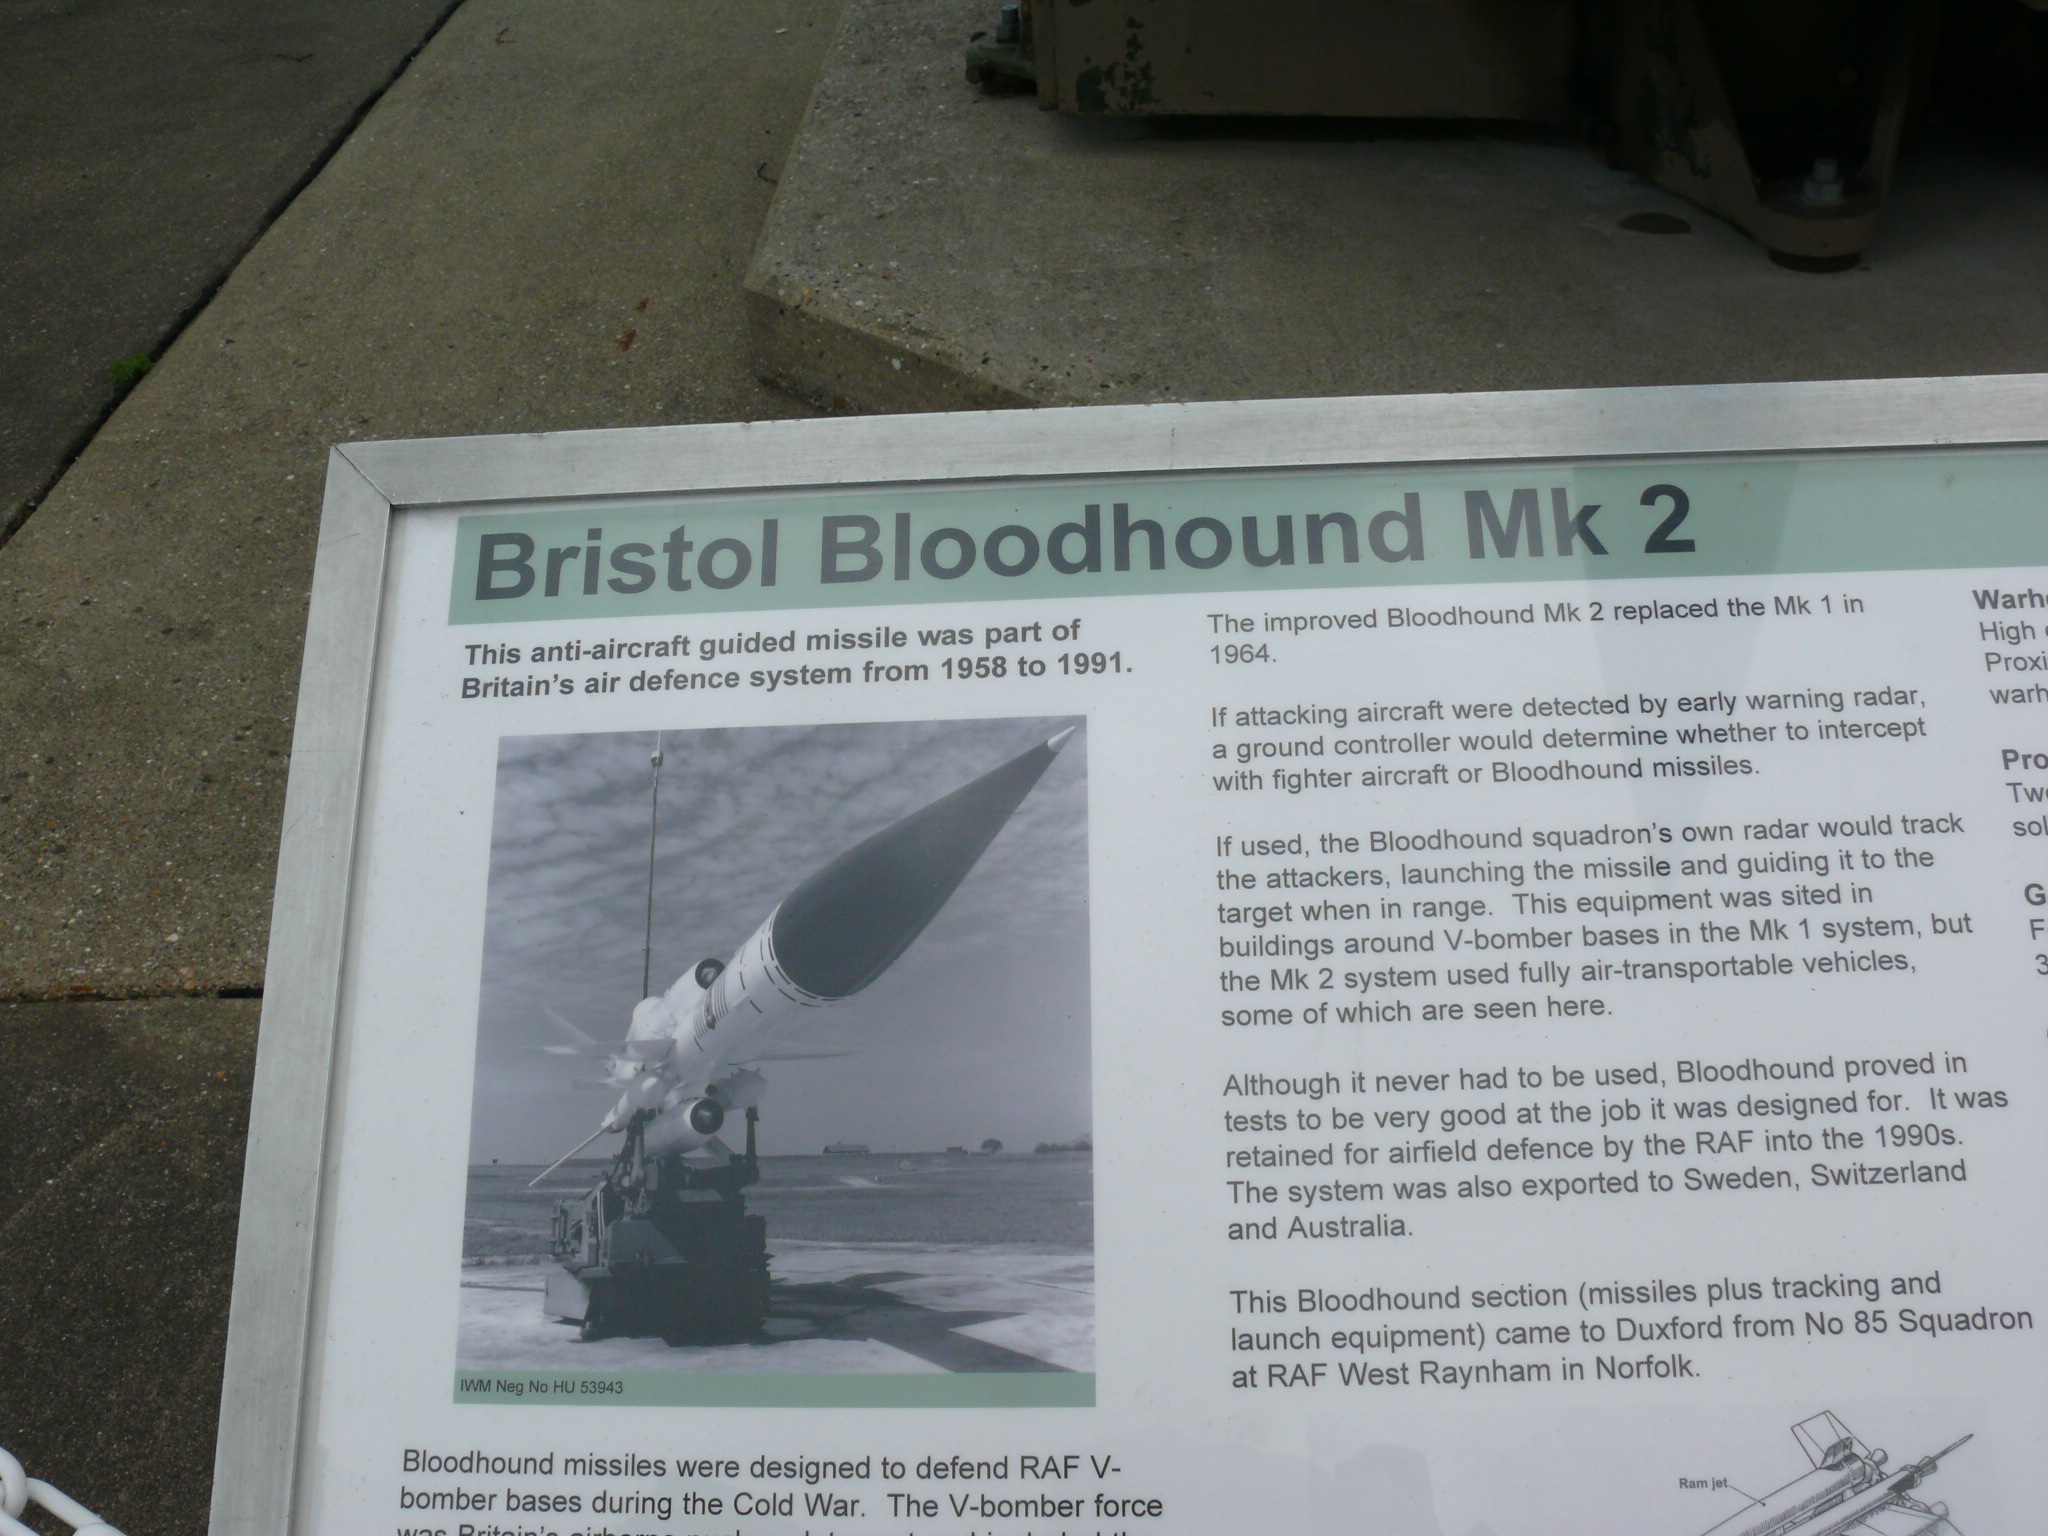 Bristol Bloodhound Mk 2
This anti-aircraft guided missile was part of
Britain's air defence system from 1958 to 1991.
IWM Neg No HU 53943
Bloodhound missiles were designed to defend RAF V-
bomber bases during the Cold War. The V-bomber force
was Britain's airborne
The improved Bloodhound Mk 2 replaced the Mk 1 in
1964.
If attacking aircraft were detected by early warning radar,
a ground controller would determine whether to intercept
with fighter aircraft or Bloodhound missiles.
If used, the Bloodhound squadron's own radar would track
the attackers, launching the missile and guiding it to the
target when in range. This equipment was sited in
buildings around V-bomber bases in the Mk 1 system, but
the Mk 2 system used fully air-transportable vehicles,
some of which are seen here.
Although it never had to be used, Bloodhound proved in
tests to be very good at the job it was designed for. It was
retained for airfield defence by the RAF into the 1990s.
The system was also exported to Sweden, Switzerland
and Australia.
This Bloodhound section (missiles plus tracking and
launch equipment) came to Duxford from No 85 Squadron
at RAF West Raynham in Norfolk.
Ram jet
High